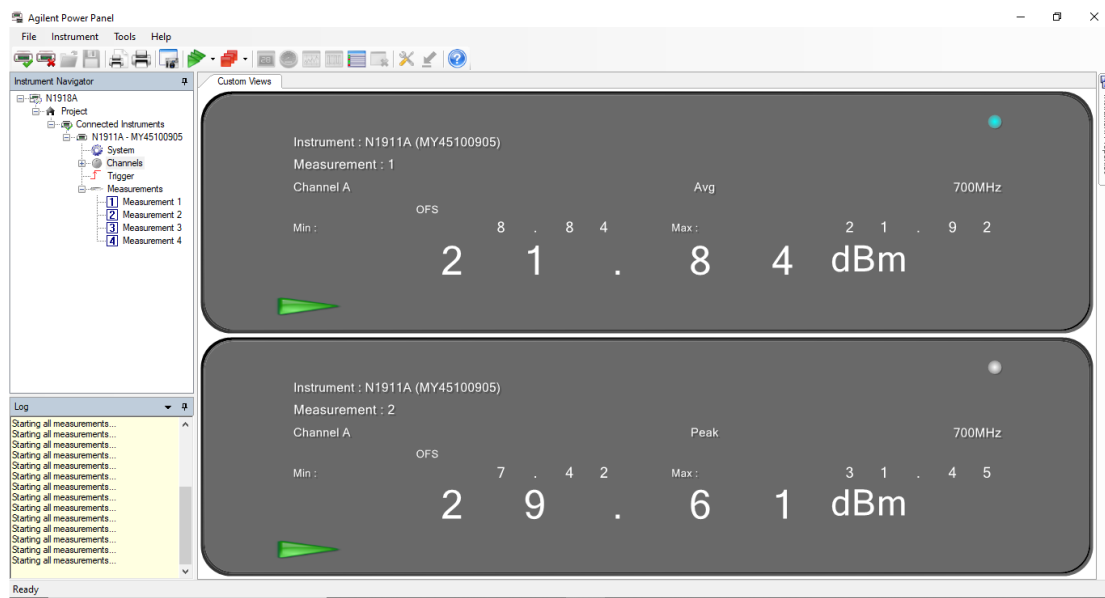 Agilent Power Panel
File Instrument Tools Help
Instrument Navigator
N1918A
Project
Connected Instruments
N1911A - MY45100905
System
Channels
Trigger
Measurements
1 Measurement 1
2 Measurement 2
3 Measurement 3
4 Measurement 4
Log
Starting all measurements...
Starting all measurements...
Starting all measurements...
Starting all measurements...
Starting all measurements...
Starting all measurements...
Starting all measurements...
Starting all measurements...
Starting all measurements...
Starting all measurements...
Starting all measurements...
Starting all measurements...
Starting all measurements...
Starting all measurements...
Ready
Custom Views
Instrument : N1911A (MY45100905)
Measurement : 1
Channel A Avg 700MHz
OFS
Min : 8 . 8 4 Max : 2 1 . 9 2
2 1 . 8 4 dBm
Instrument : N1911A (MY45100905)
Measurement : 2
Channel A Peak 700MHz
OFS
Min : 7 . 4 2 Max : 3 1 . 4 5
2 9 . 6 1 dBm